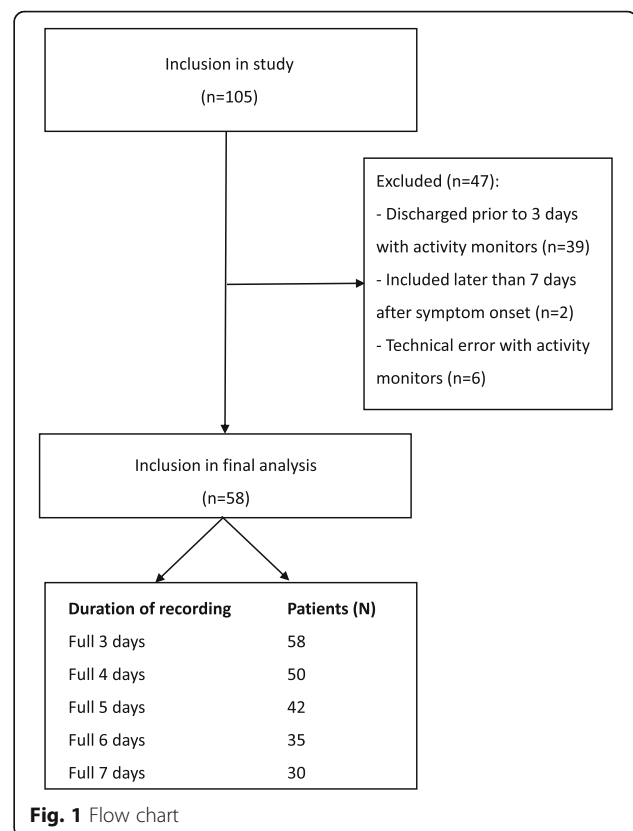 Inclusion in study
(n=105)
Excluded (n=47):
- Discharged prior to 3 days
with activity monitors (n=39)
- Included later than 7 days
after symptom onset (n=2)
- Technical error with activity
monitors (n=6)
Inclusion in final analysis
(n=58)
Duration of recording Patients (N)
Full 3 days 58
Full 4 days 50
Full 5 days 42
Full 6 days 35
Full 7 days 30
Fig. 1 Flow chart